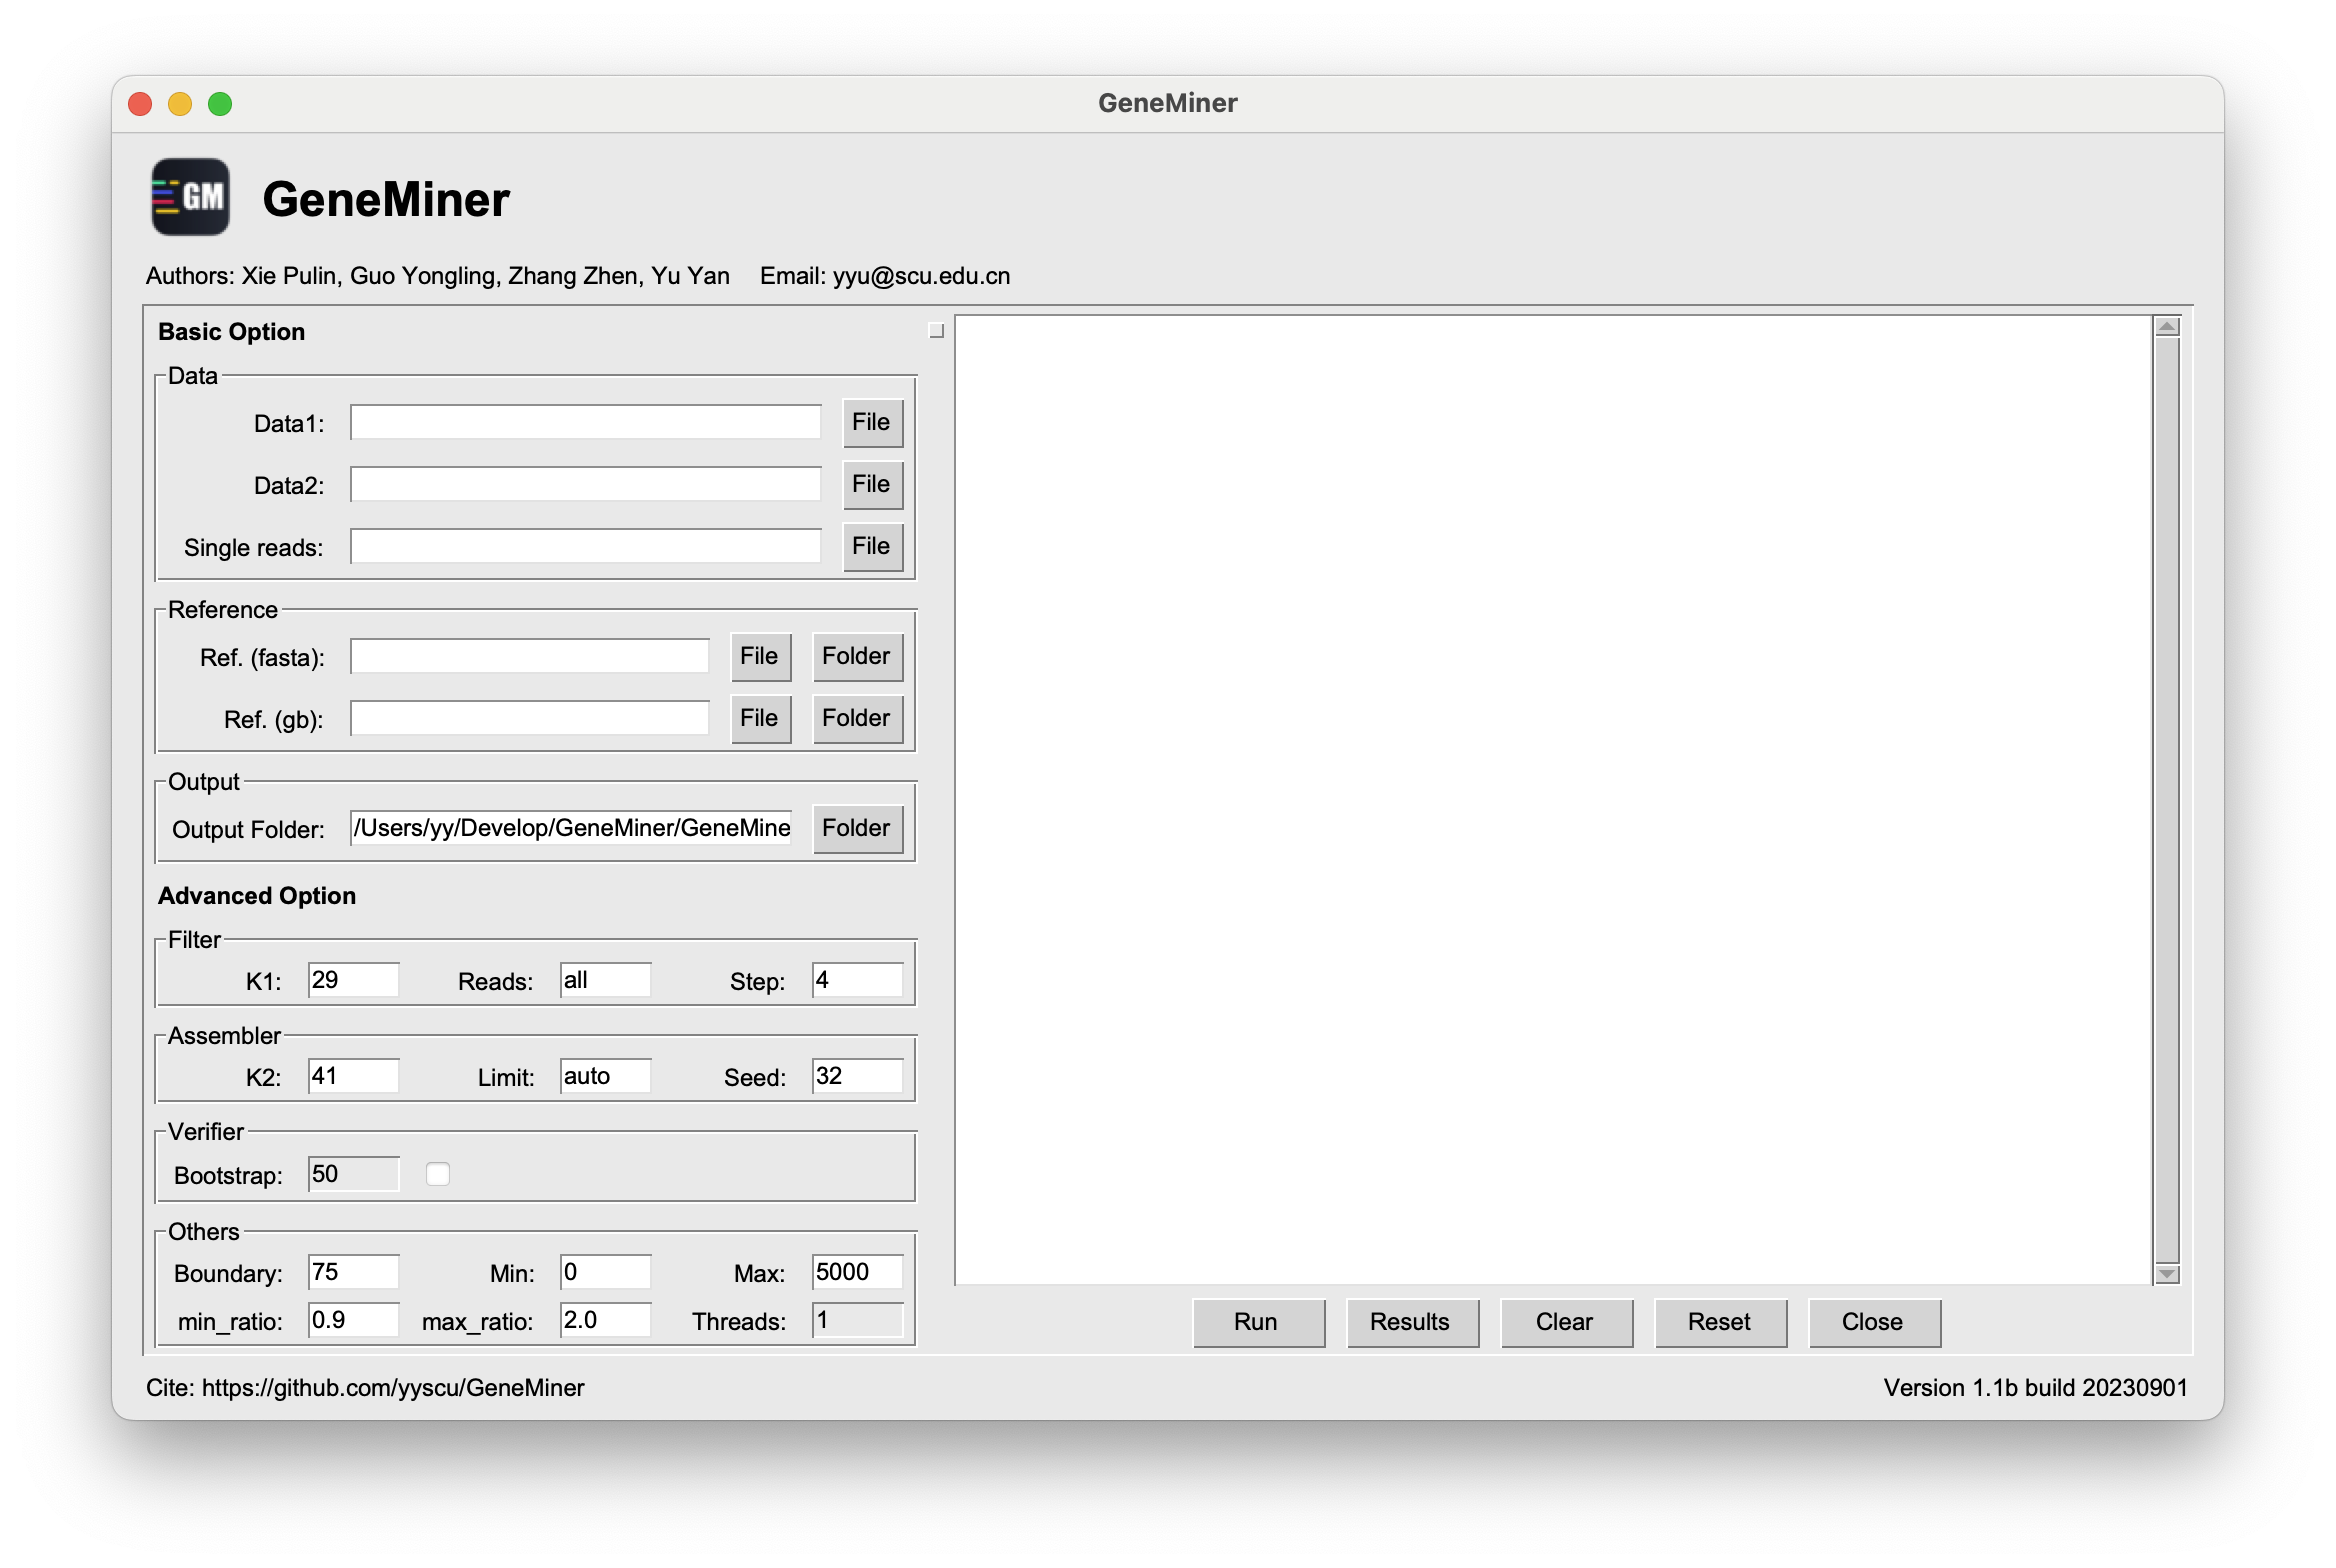 GeneMiner
GM
GeneMiner
Authors: Xie Pulin, Guo Yongling, Zhang Zhen, Yu Yan Email: yyu@scu.edu.cn
Basic Option
Data
Data1: File
Data2: File
Single reads: File
Reference
Ref. (fasta): File Folder
Ref. (gb): File Folder
Output
Output Folder: /Users/yy/Develop/GeneMiner/GeneMine Folder
Advanced Option
Filter
K1: 29 Reads: all Step: 4
Assembler
K2: 41 Limit: auto Seed: 32
Verifier
Bootstrap: 50
Others
Boundary: 75 Min: 0 Max: 5000
min_ratio: 0.9 max_ratio: 2.0 Threads: 1
Run Results Clear Reset Close
Cite: https://github.com/yyscu/GeneMiner Version 1.1b build 20230901